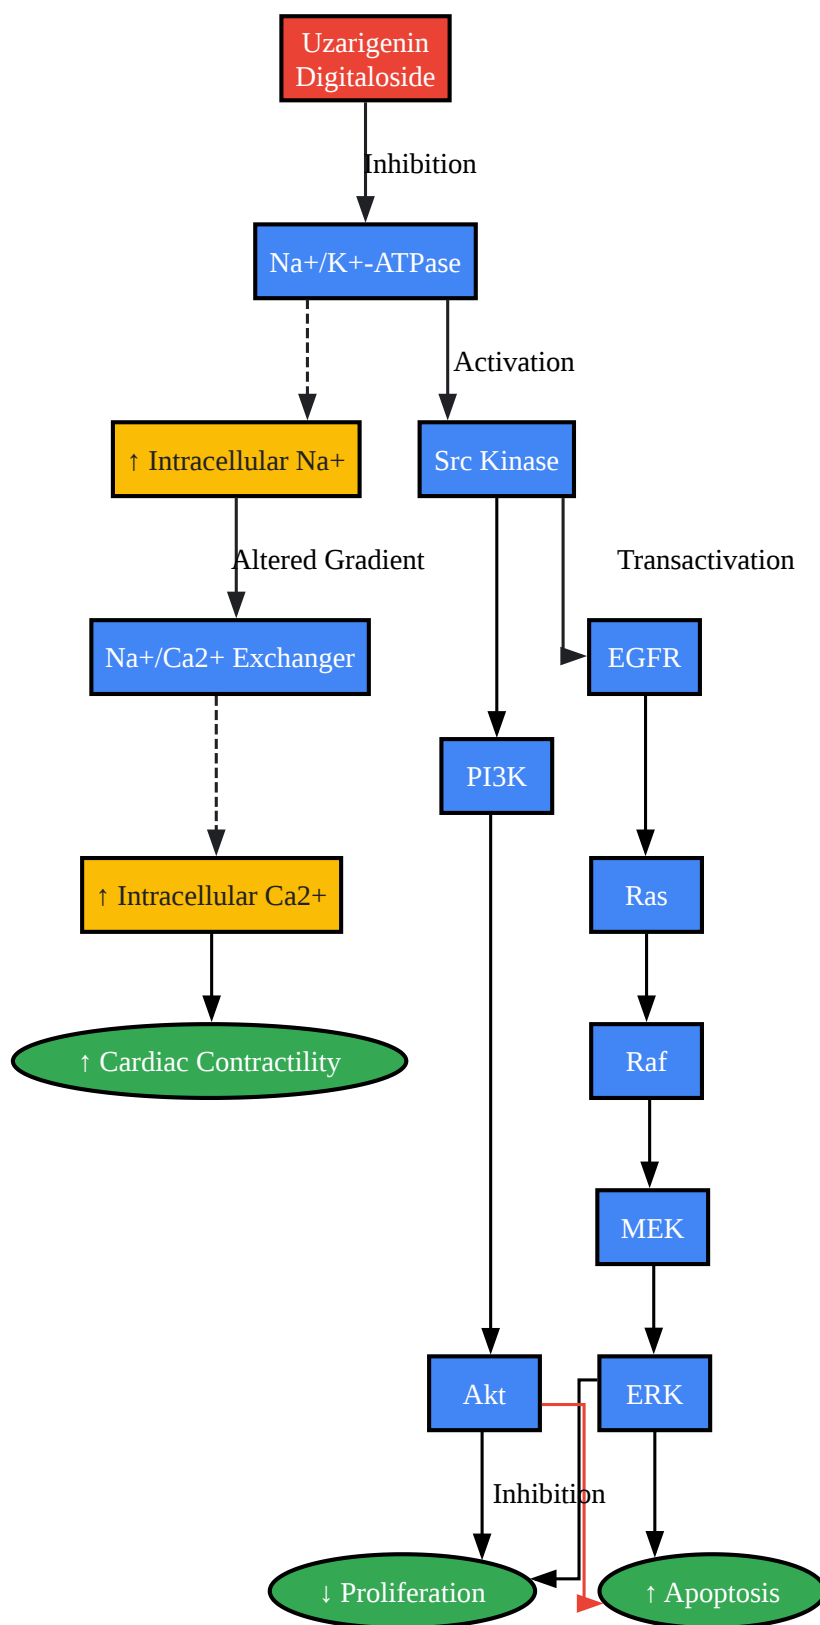 Uzarigenin
Digitaloside
Inhibition
Na+/K+-ATPase
Activation
↑ Intracellular Na+
Src Kinase
Altered Gradient
Transactivation
Na+/Ca2+ Exchanger
EGFR
PI3K
↑ Intracellular Ca2+
Ras
↑ Cardiac Contractility
Raf
MEK
Akt
ERK
Inhibition
↓ Proliferation
↑ Apoptosis